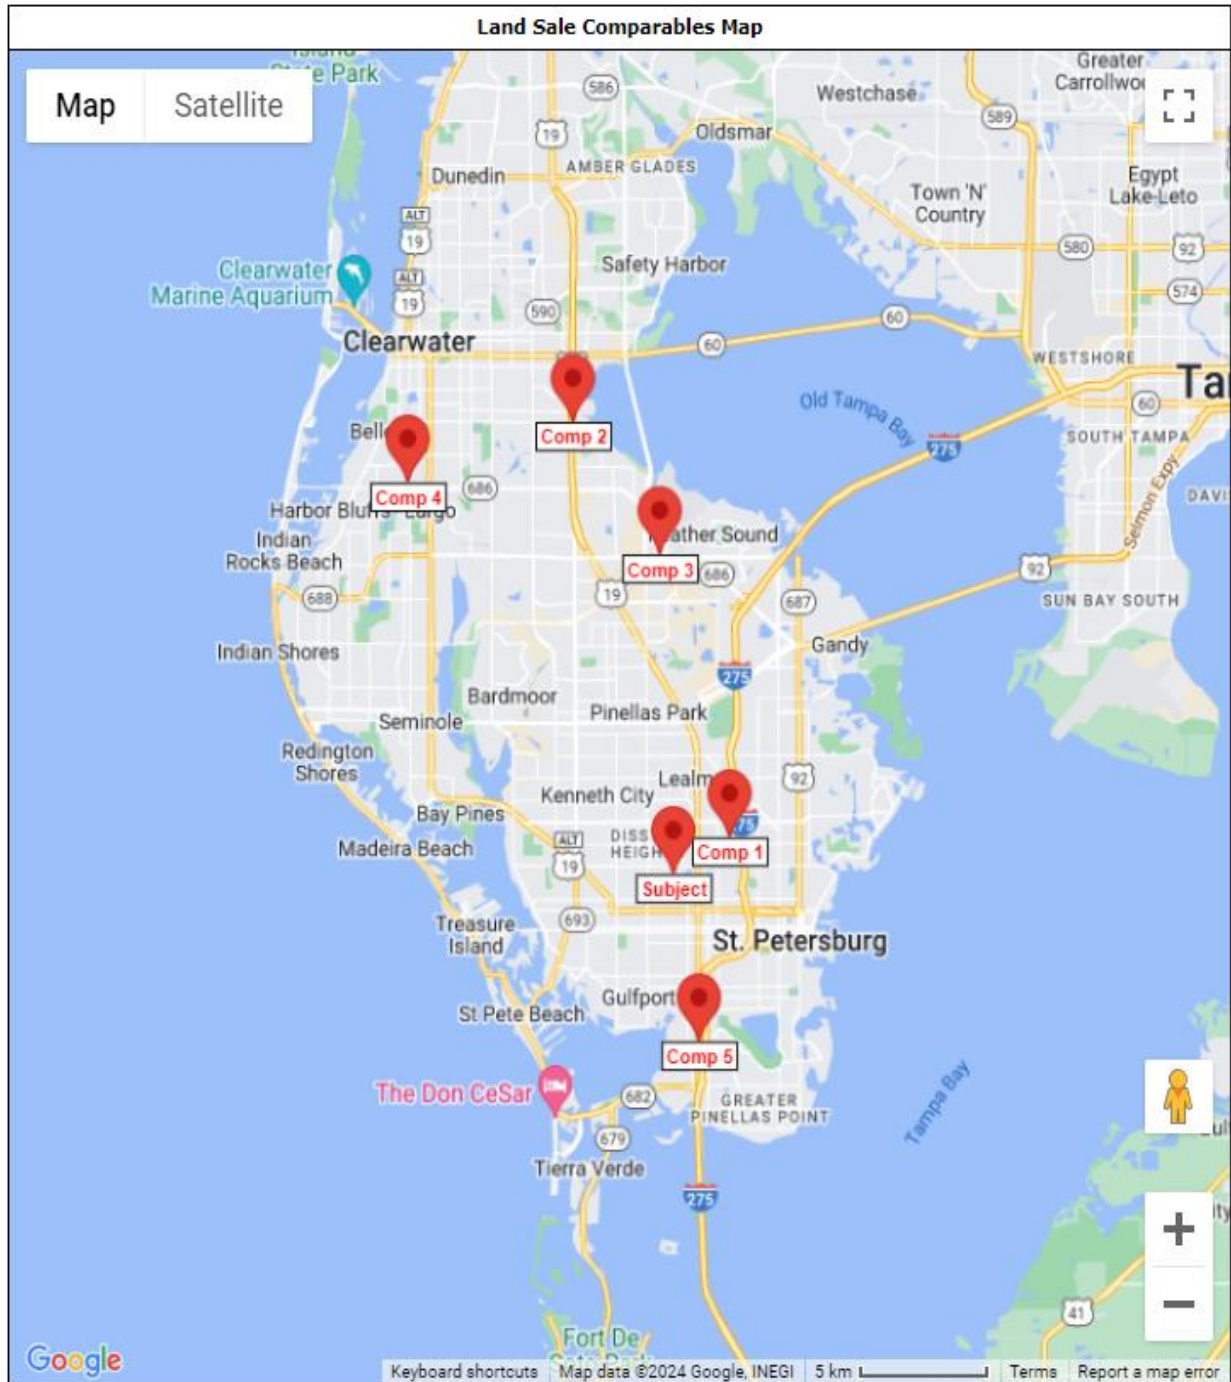 Land Sale Comparables Map
State Park
Map
Satellite
Greater
Westchase
586
589
Oldsmar
19
AMBER GLADES
Dunedin
Egypt
Lake-Leto
Town 'N'
Country
ALT
19
580
92
Clearwater
Marine Aquarium
Safety Harbor
ALT
19
574
590
60
Clearwater
60
WESTSHORE
Old Tampa
Bay
60
SOUTH TAMPA
Comp 2
275
Selmon Expy
686
Comp 4
Harbor Bluffs
Indian
Rocks Beach
Comp 3
686
92
19
688
687
SUN BAY SOUTH
Indian Shores
Gandy
275
Bardmoor
Pinellas Park
Seminole
Redington
Shores
92
Kenneth City
Bay Pines
ALT
19
Madeira Beach
Comp 1
Subject
693
Treasure
Island
St. Petersburg
Gulfport
St Pete Beach
Comp 5
The Don CeSar
682
GREATER
PINELLAS POINT
Tampa Bay
679
Tierra Verde
275
41
Fort De
Google
Keyboard shortcuts Map data ©2024 Google, INEGI 5 km Terms Report a map error